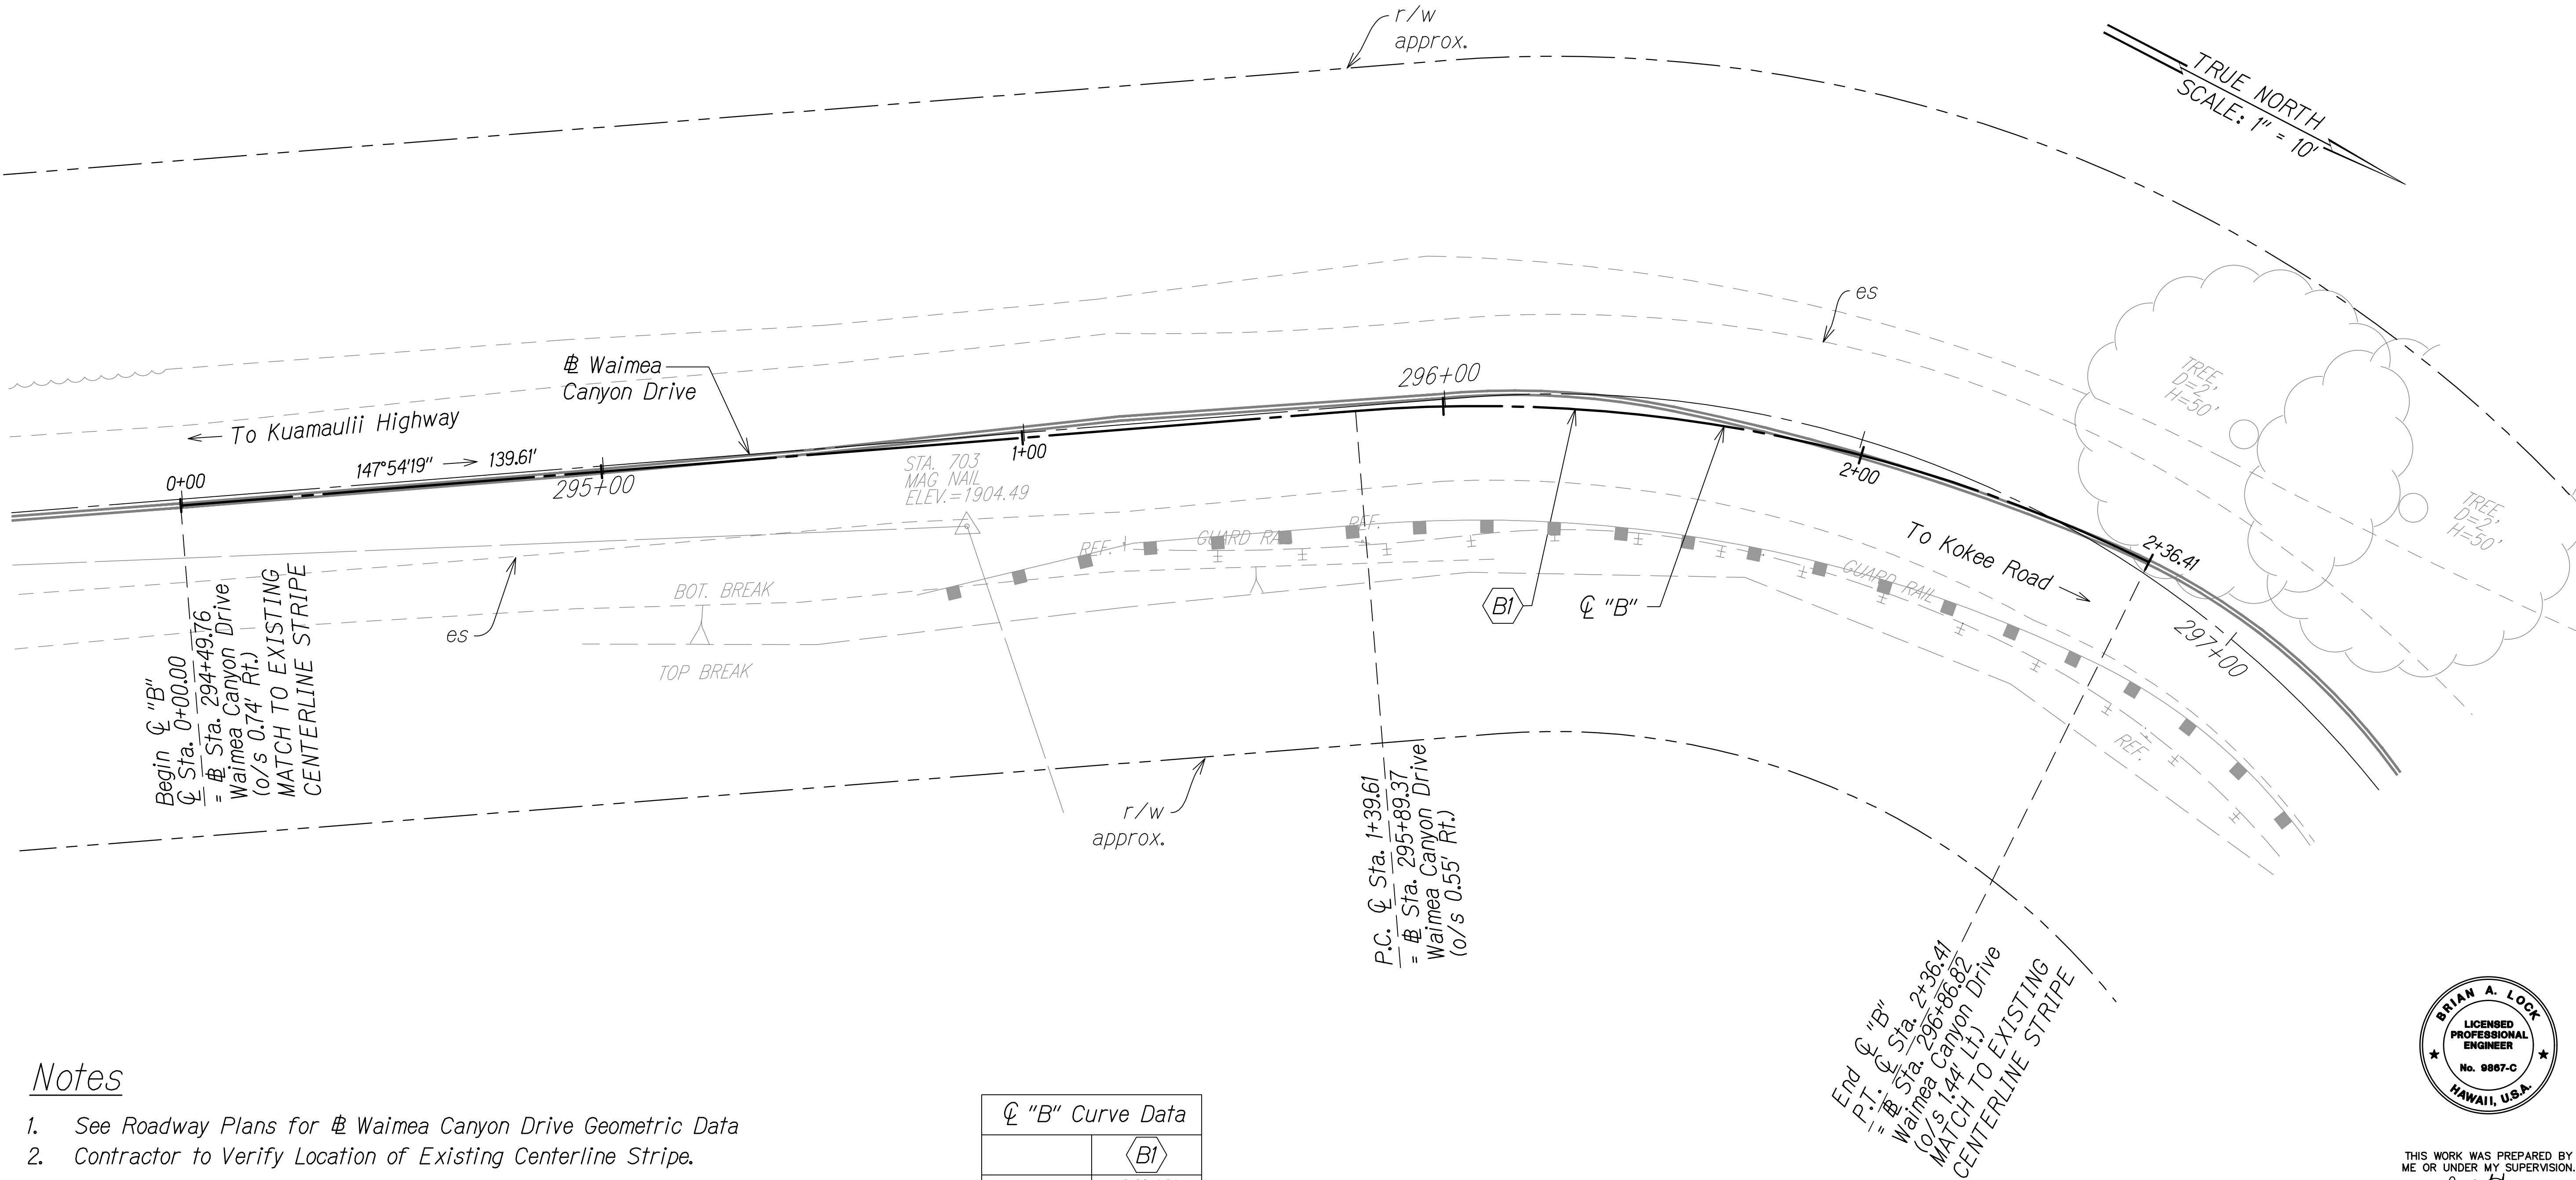 r/w
approx.
TRUE NORTH
SCALE: 1" = 10'
es
TREE
D=2'
H=50'
TREE
D=2'
H=50'
℄ "B"
B1
BL Waimea
Canyon Drive
296+00
← To Kuamaulii Highway
147°54'19" → 139.61'
0+00
295+00
1+00
2+00
2+36.41
297+00
STA. 703
MAG NAIL
ELEV.=1904.49
REF.
GUARD RAIL
REF.
GUARD RAIL
REF.
To Kokee Road →
BOT. BREAK
TOP BREAK
es
r/w
approx.
Begin ℄ "B"
℄ Sta. 0+00.00
= BL Sta. 294+49.76
Waimea Canyon Drive
(o/s 0.74' Rt.)
MATCH TO EXISTING
CENTERLINE STRIPE
P.C. ℄ Sta. 1+39.61
= BL Sta. 295+89.37
Waimea Canyon Drive
(o/s 0.55' Rt.)
End ℄ "B"
P.T. ℄ Sta. 2+36.41
= BL Sta. 296+86.82
Waimea Canyon Drive
(o/s 1.44' Lt.)
MATCH TO EXISTING
CENTERLINE STRIPE
Notes
1. See Roadway Plans for BL Waimea Canyon Drive Geometric Data
2. Contractor to Verify Location of Existing Centerline Stripe.
℄ "B" Curve Data
B1
BRIAN A. LOCK
LICENSED
PROFESSIONAL
ENGINEER
No. 9867-C
HAWAII, U.S.A.
THIS WORK WAS PREPARED BY
ME OR UNDER MY SUPERVISION.